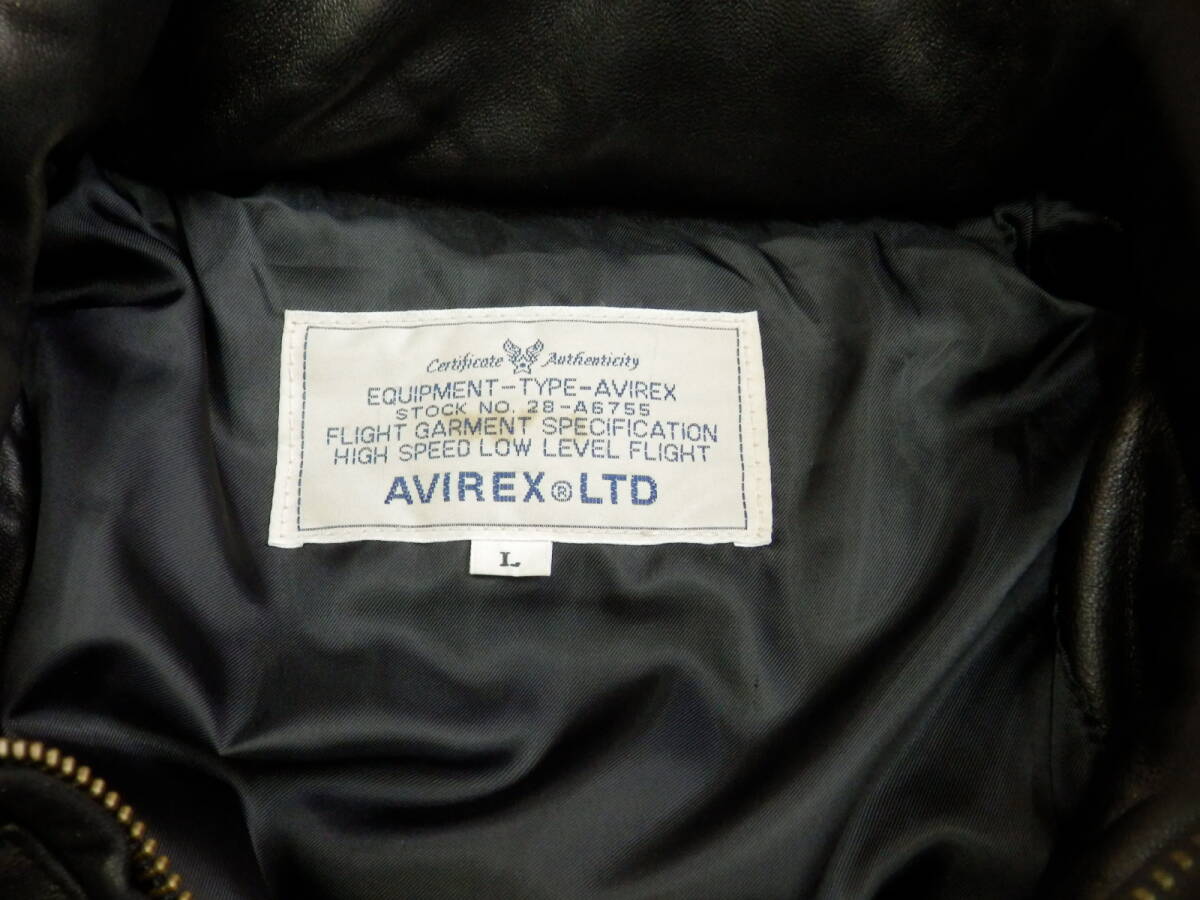 Certificate Authenticity
EQUIPMENT-TYPE-AVIREX
STOCK NO. 28-A6755
FLIGHT GARMENT SPECIFICATION
HIGH SPEED LOW LEVEL FLIGHT
AVIREX® LTD
L